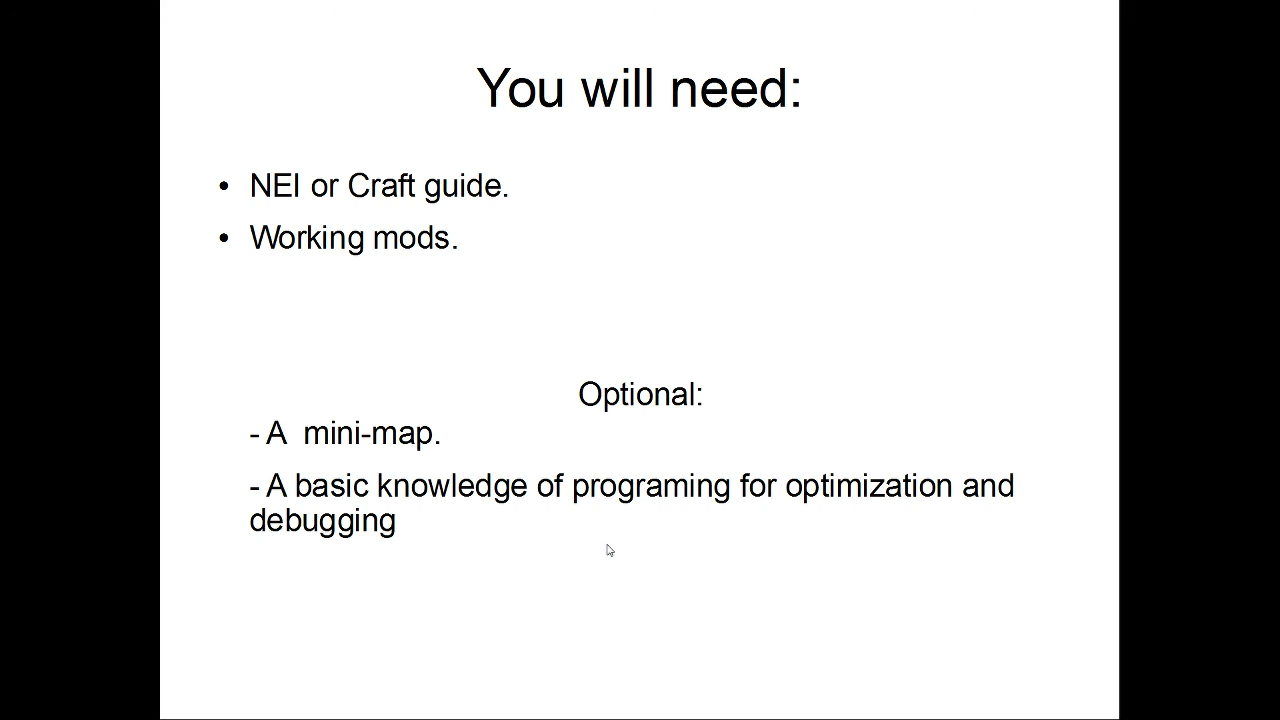 You will need:
• NEI or Craft guide.
• Working mods.
Optional:
- A  mini-map.
- A basic knowledge of programing for optimization and
debugging